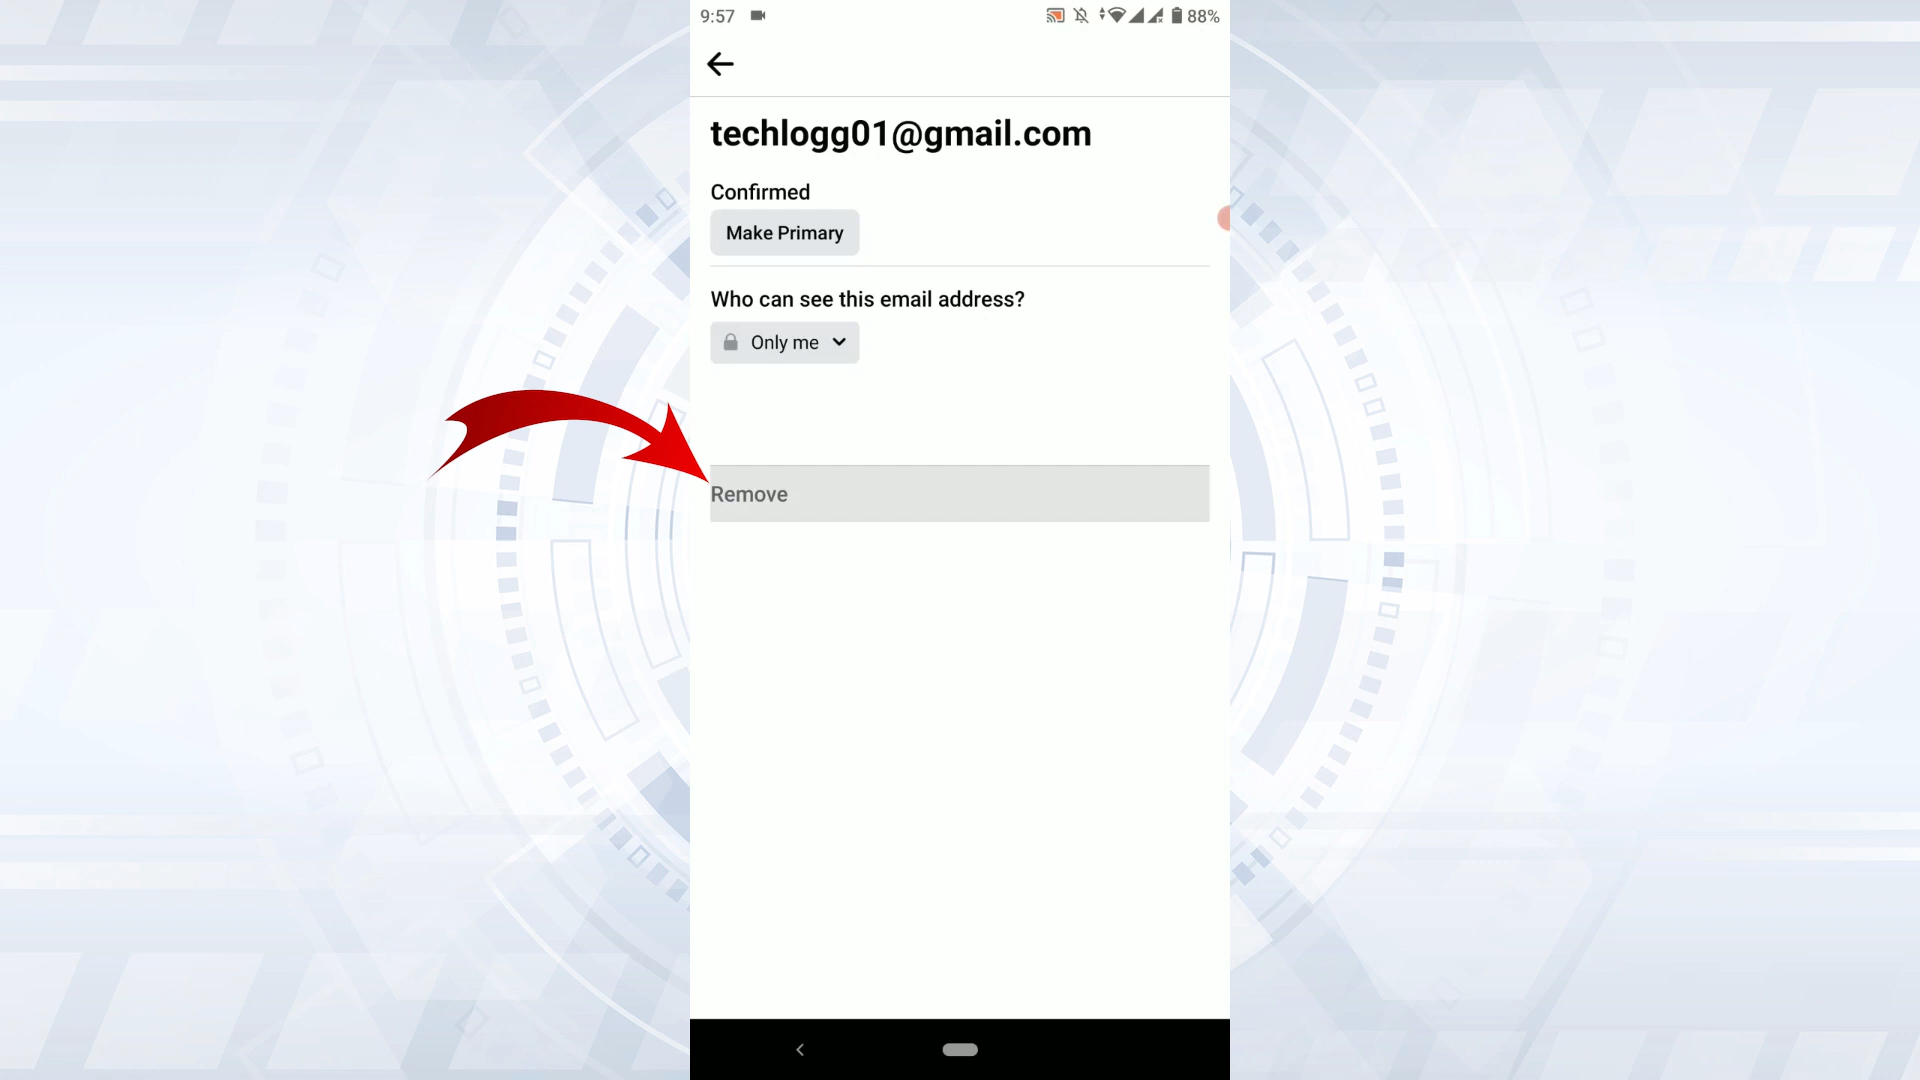 9:57
88%
techlogg01@gmail.com
Confirmed
Make Primary
Who can see this email address?
Only me
Remove